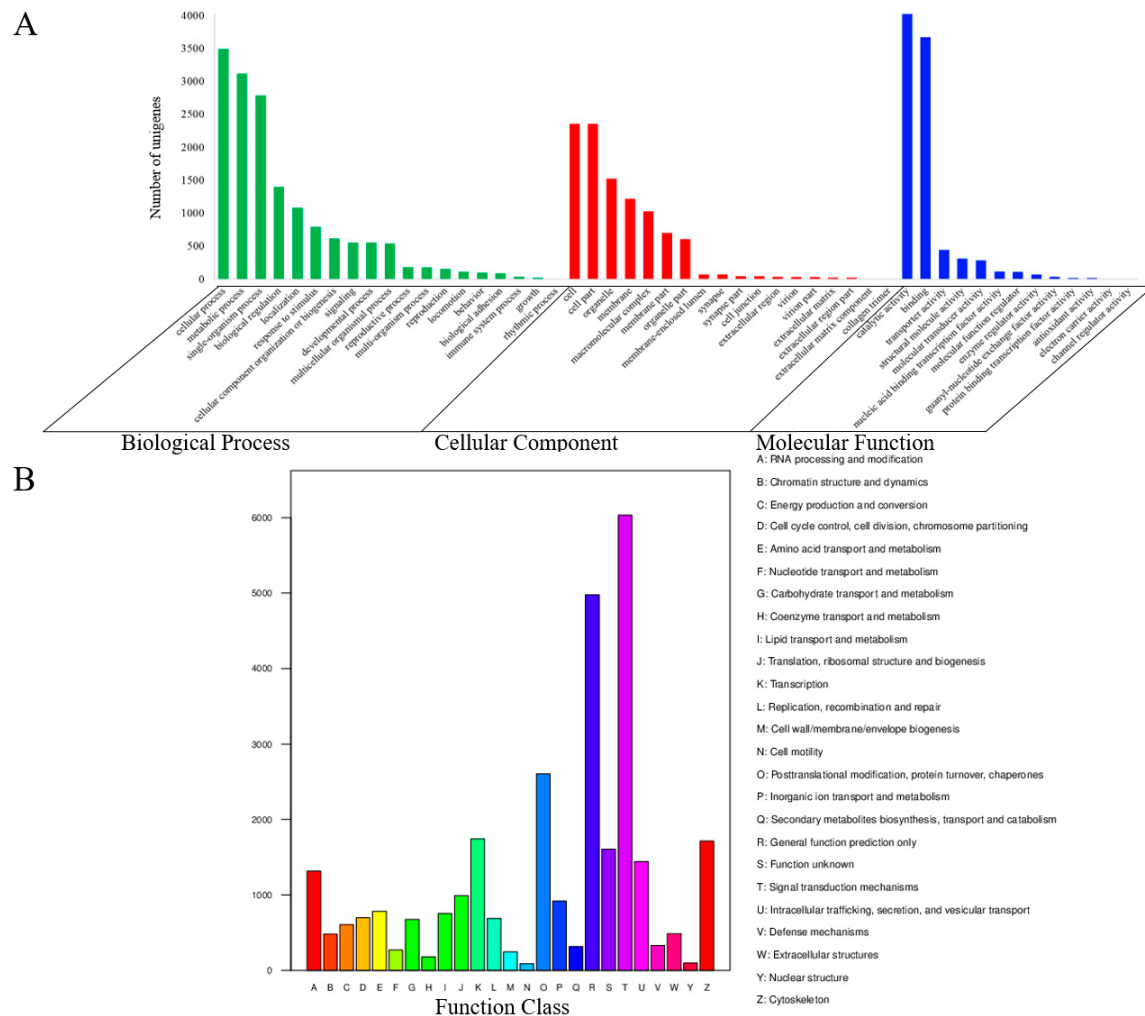 A
4000
3500
3000
2500
2000
1500
1000
500
0
Number of unigenes
cellular process
metabolic process
single-organism process
biological regulation
localization
response to stimulus
cellular component organization or biogenesis
signaling
developmental process
multicellular organismal process
reproductive process
multi-organism process
reproduction
locomotion
behavior
biological adhesion
immune system process
growth
rhythmic process
cell
cell part
organelle
membrane
macromolecular complex
membrane part
organelle part
membrane-enclosed lumen
synapse
synapse part
cell junction
extracellular region
virion
virion part
extracellular matrix
extracellular region part
extracellular matrix component
collagen trimer
catalytic activity
binding
transporter activity
structural molecule activity
molecular transducer activity
nucleic acid binding transcription factor activity
molecular function regulator
enzyme regulator activity
guanyl-nucleotide exchange factor activity
protein binding transcription factor activity
antioxidant activity
electron carrier activity
channel regulator activity
Biological Process
Cellular Component
Molecular Function
B
6000
5000
4000
3000
2000
1000
0
A B C D E F G H I J K L M N O P Q R S T U V W Y Z
Function Class
A: RNA processing and modification
B: Chromatin structure and dynamics
C: Energy production and conversion
D: Cell cycle control, cell division, chromosome partitioning
E: Amino acid transport and metabolism
F: Nucleotide transport and metabolism
G: Carbohydrate transport and metabolism
H: Coenzyme transport and metabolism
I: Lipid transport and metabolism
J: Translation, ribosomal structure and biogenesis
K: Transcription
L: Replication, recombination and repair
M: Cell wall/membrane/envelope biogenesis
N: Cell motility
O: Posttranslational modification, protein turnover, chaperones
P: Inorganic ion transport and metabolism
Q: Secondary metabolites biosynthesis, transport and catabolism
R: General function prediction only
S: Function unknown
T: Signal transduction mechanisms
U: Intracellular trafficking, secretion, and vesicular transport
V: Defense mechanisms
W: Extracellular structures
Y: Nuclear structure
Z: Cytoskeleton